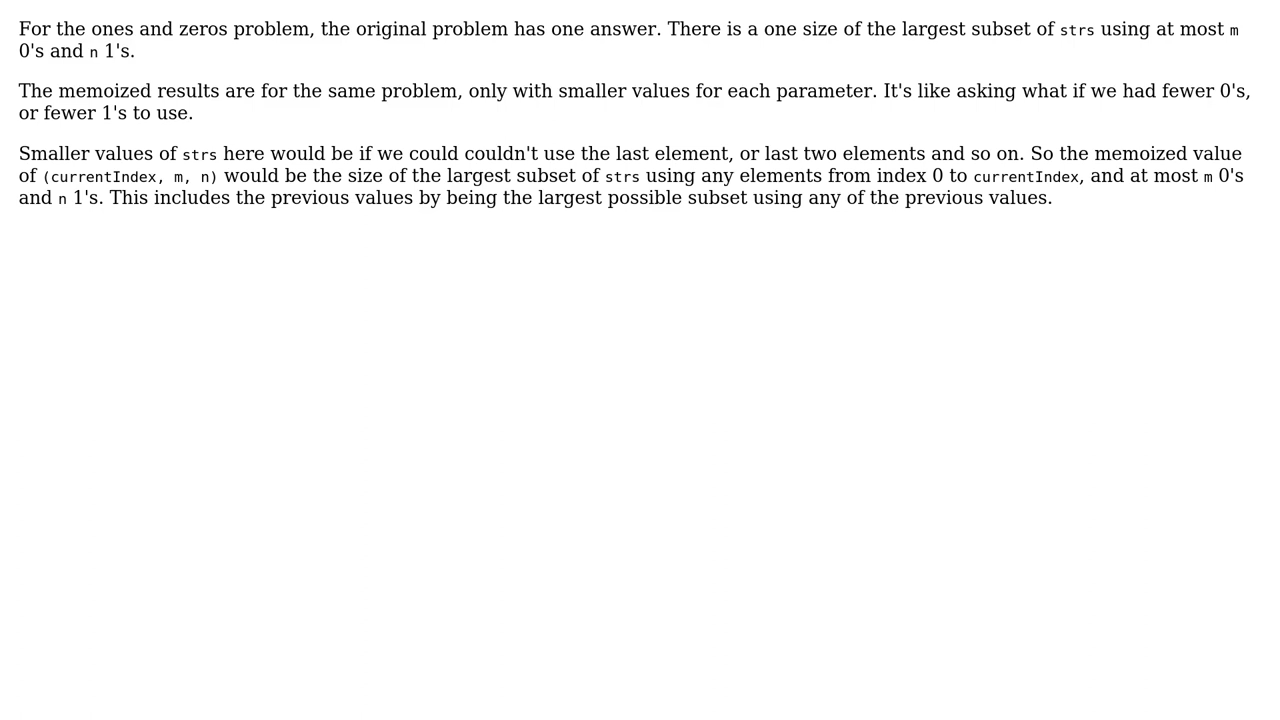 For the ones and zeros problem, the original problem has one answer. There is a one size of the largest subset of strs using at most m
0's and n 1's.
The memoized results are for the same problem, only with smaller values for each parameter. It's like asking what if we had fewer 0's,
or fewer 1's to use.
Smaller values of strs here would be if we could couldn't use the last element, or last two elements and so on. So the memoized value
of (currentIndex, m, n) would be the size of the largest subset of strs using any elements from index 0 to currentIndex, and at most m 0's
and n 1's. This includes the previous values by being the largest possible subset using any of the previous values.